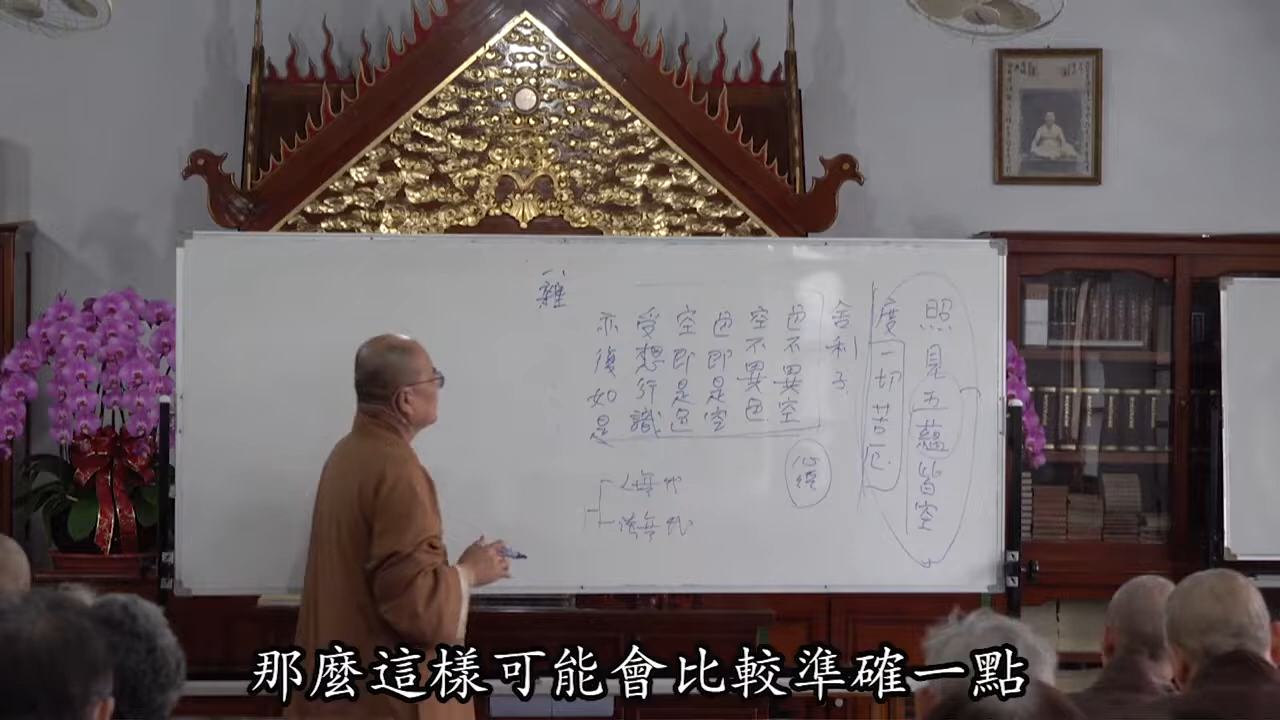 照見五蘊皆空
度一切苦厄
舍利子
色不異空
空不異色
色即是空
空即是色
受想行識
亦復如是
心經
人無我
法無我
離
那麼這樣可能會比較準確一點